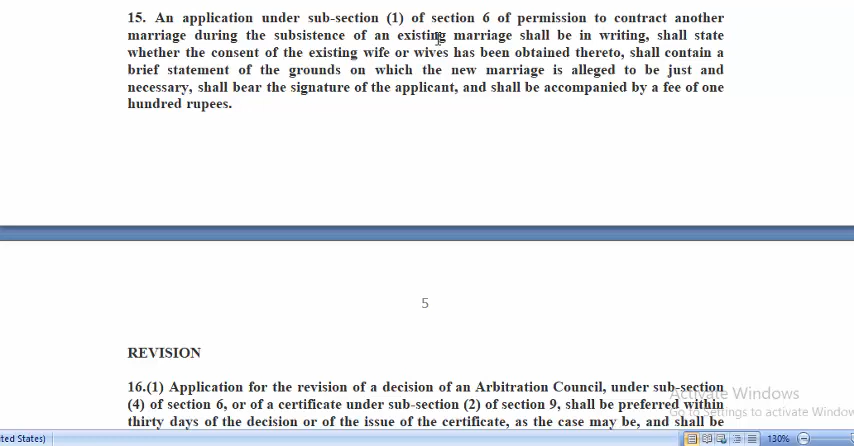 15. An application under sub-section (1) of section 6 of permission to contract another
marriage during the subsistence of an existing marriage shall be in writing, shall state
whether the consent of the existing wife or wives has been obtained thereto, shall contain a
brief statement of the grounds on which the new marriage is alleged to be just and
necessary, shall bear the signature of the applicant, and shall be accompanied by a fee of one
hundred rupees.
5
REVISION
16.(1) Application for the revision of a decision of an Arbitration Council, under sub-section
(4) of section 6, or of a certificate under sub-section (2) of section 9, shall be preferred within
thirty days of the decision or of the issue of the certificate, as the case may be, and shall be
Activate Windows
Go to Settings to activate Windows
ted States)
130%